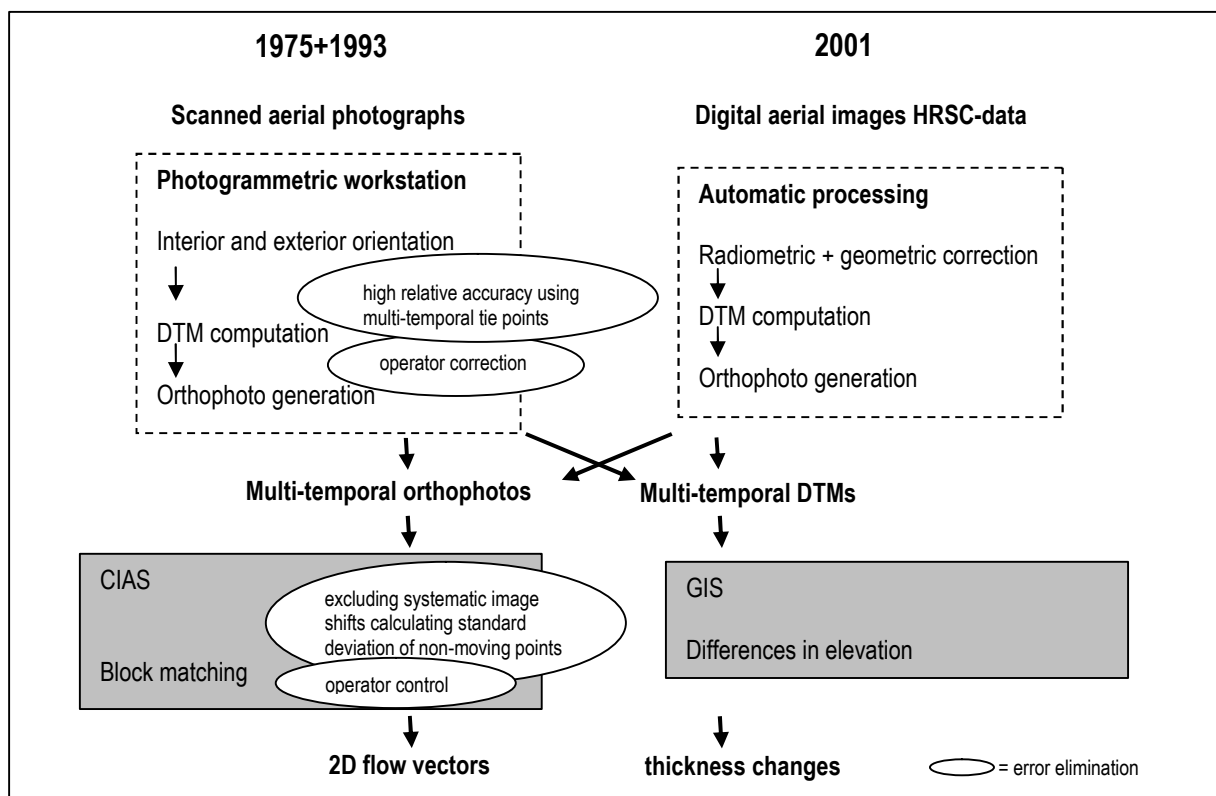 1975+1993
2001
Scanned aerial photographs
Digital aerial images HRSC-data
Photogrammetric workstation
Interior and exterior orientation
high relative accuracy using
multi-temporal tie points
DTM computation
operator correction
Orthophoto generation
Automatic processing
Radiometric + geometric correction
DTM computation
Orthophoto generation
Multi-temporal orthophotos
Multi-temporal DTMs
CIAS
excluding systematic image
shifts calculating standard
deviation of non-moving points
Block matching
operator control
GIS
Differences in elevation
2D flow vectors
thickness changes
= error elimination